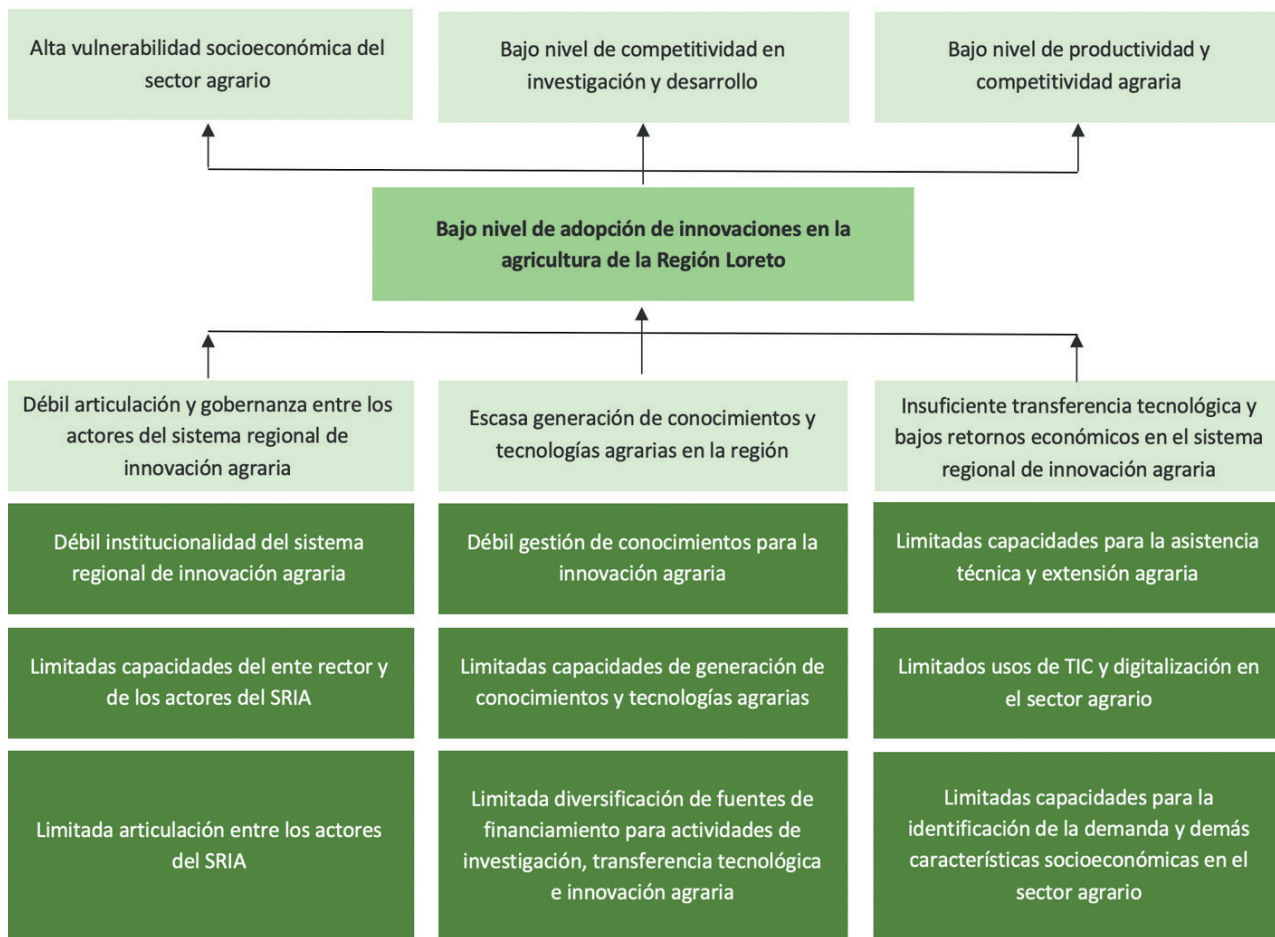 Alta vulnerabilidad socioeconómica del
sector agrario
Bajo nivel de competitividad en
investigación y desarrollo
Bajo nivel de productividad y
competitividad agraria
Bajo nivel de adopción de innovaciones en la
agricultura de la Región Loreto
Débil articulación y gobernanza entre los
actores del sistema regional de
innovación agraria
Escasa generación de conocimientos y
tecnologías agrarias en la región
Insuficiente transferencia tecnológica y
bajos retornos económicos en el sistema
regional de innovación agraria
Débil institucionalidad del sistema
regional de innovación agraria
Débil gestión de conocimientos para la
innovación agraria
Limitadas capacidades para la asistencia
técnica y extensión agraria
Limitadas capacidades del ente rector y
de los actores del SRIA
Limitadas capacidades de generación de
conocimientos y tecnologías agrarias
Limitados usos de TIC y digitalización en
el sector agrario
Limitada articulación entre los actores
del SRIA
Limitada diversificación de fuentes de
financiamiento para actividades de
investigación, transferencia tecnológica
e innovación agraria
Limitadas capacidades para la
identificación de la demanda y demás
características socioeconómicas en el
sector agrario